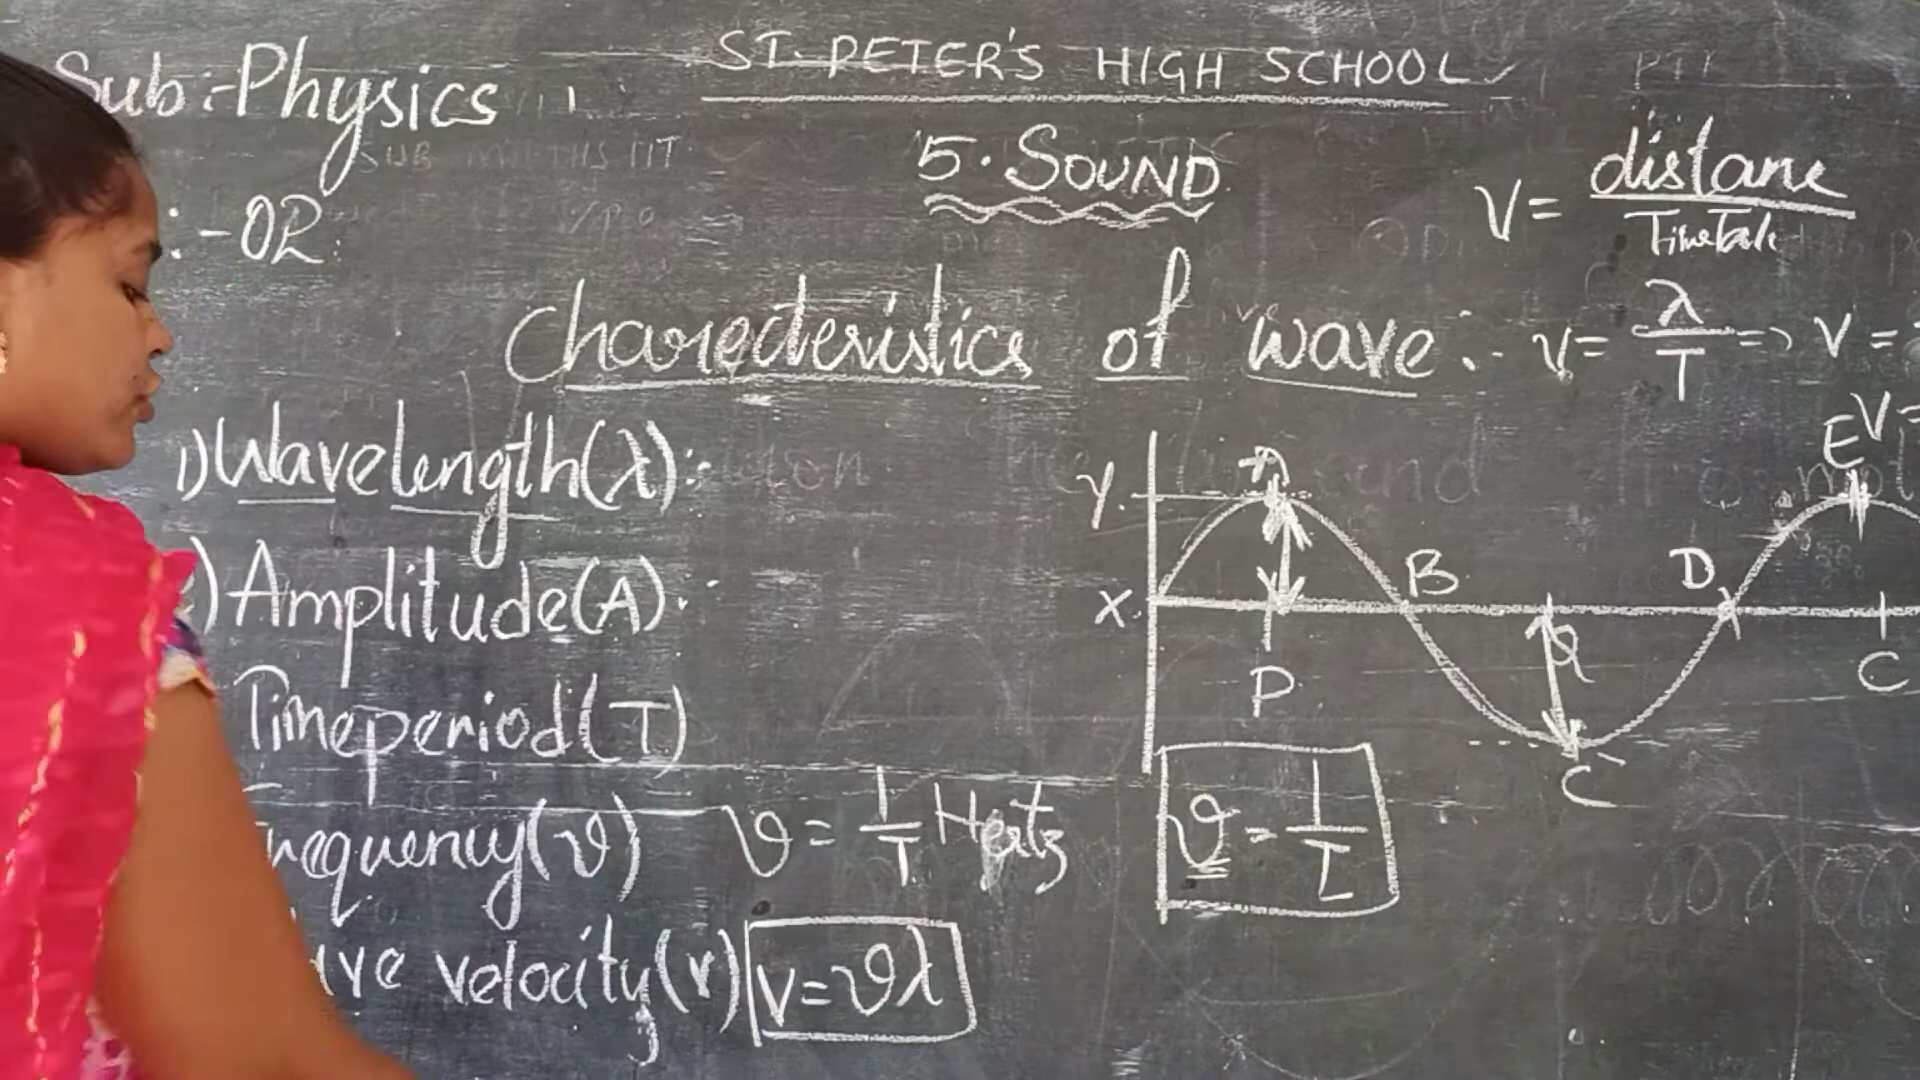 ST. PETER'S HIGH SCHOOL
Sub:-Physics
:-02
5. SOUND
V = distane
Time
Charecteristics of wave:-
v = λ/T => V =
V =
1) Wavelength(λ):-
) Amplitude(A):
Timeperiod(T)
requency(ϑ) ϑ = 1/T Hertz
ve velocity(v) V=ϑλ
Y
X
A
B
C
D
E
P
Q
C
ϑ = 1/T